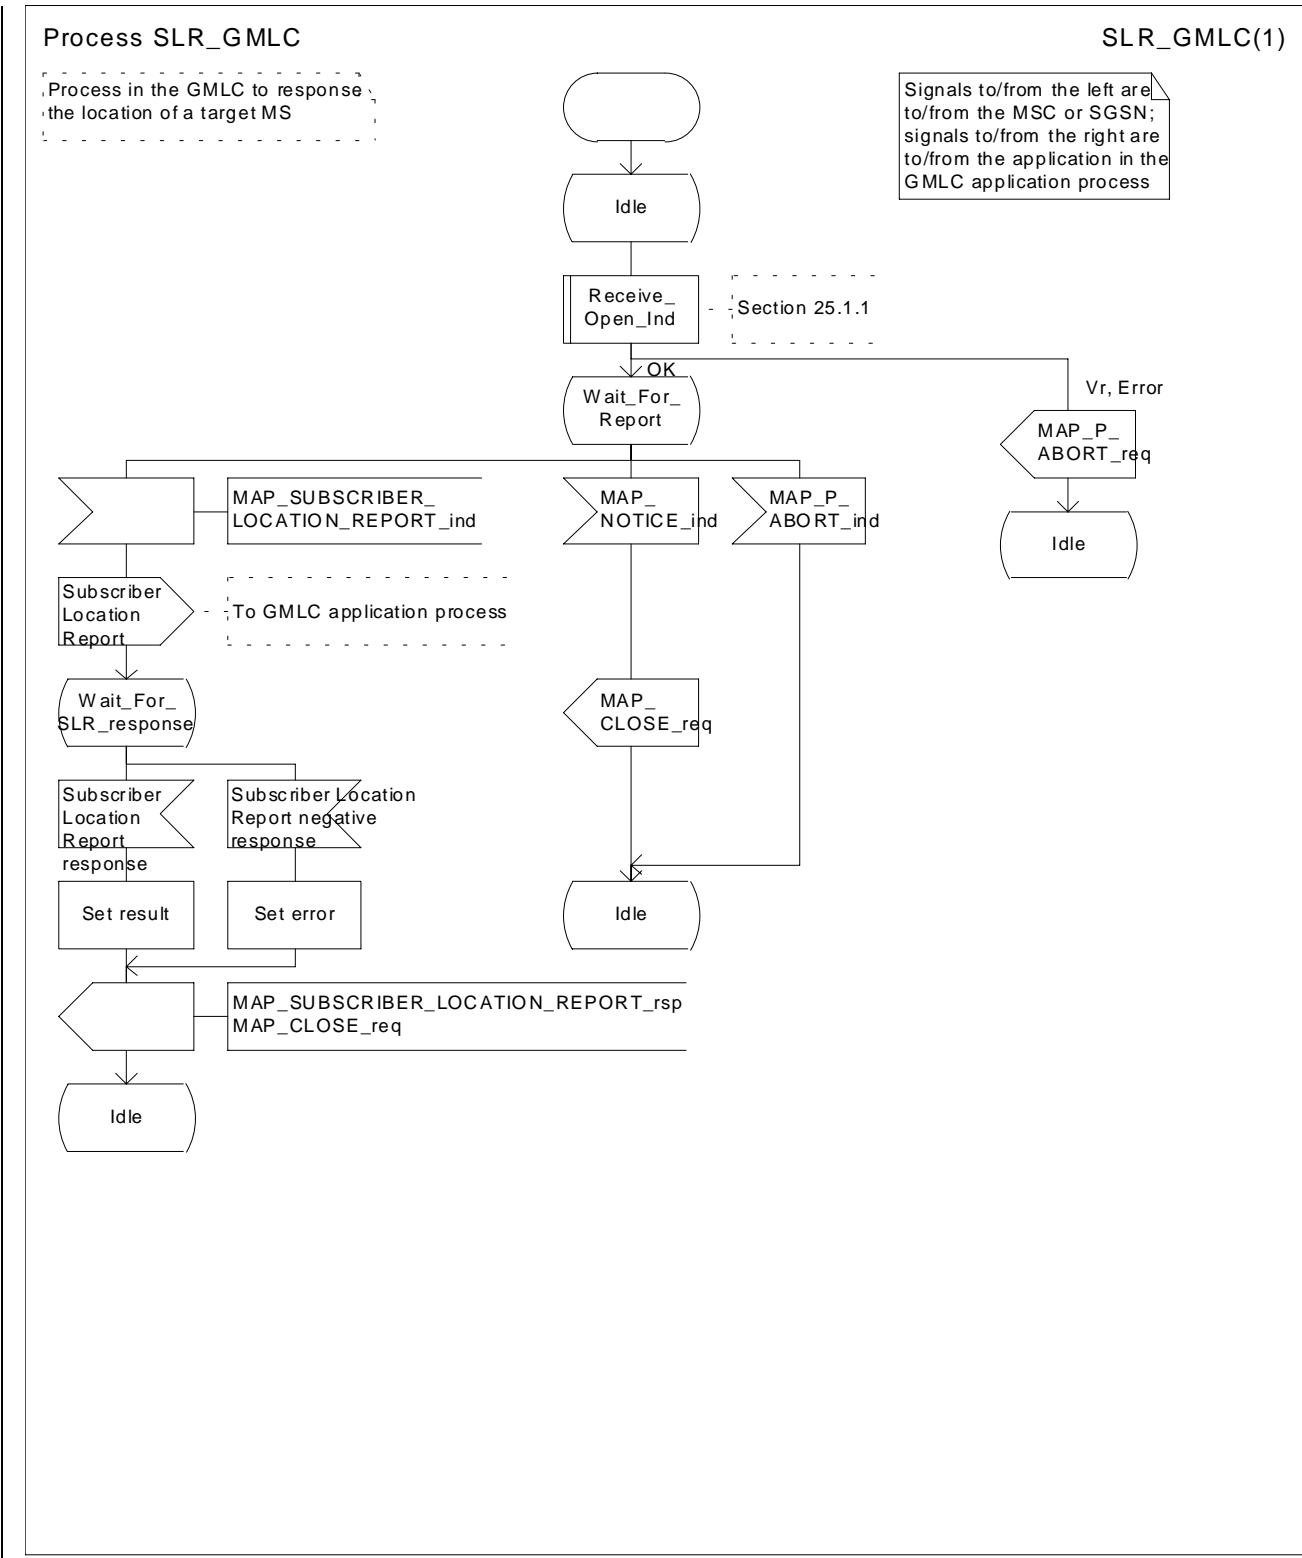 Process SLR_GMLC
SLR_GMLC(1)
Process in the GMLC to response
the location of a target MS
Signals to/from the left are
to/from the MSC or SGSN;
signals to/from the right are
to/from the application in the
GMLC application process
Idle
Receive_
Open_Ind
Section 25.1.1
OK
Vr, Error
Wait_For_
Report
MAP_P_
ABORT_req
Idle
MAP_SUBSCRIBER_
LOCATION_REPORT_ind
MAP_
NOTICE_ind
MAP_P_
ABORT_ind
Subscriber
Location
Report
To GMLC application process
Wait_For_
SLR_response
MAP_
CLOSE_req
Subscriber
Location
Report
response
Subscriber Location
Report negative
response
Set result
Set error
Idle
MAP_SUBSCRIBER_LOCATION_REPORT_rsp
MAP_CLOSE_req
Idle